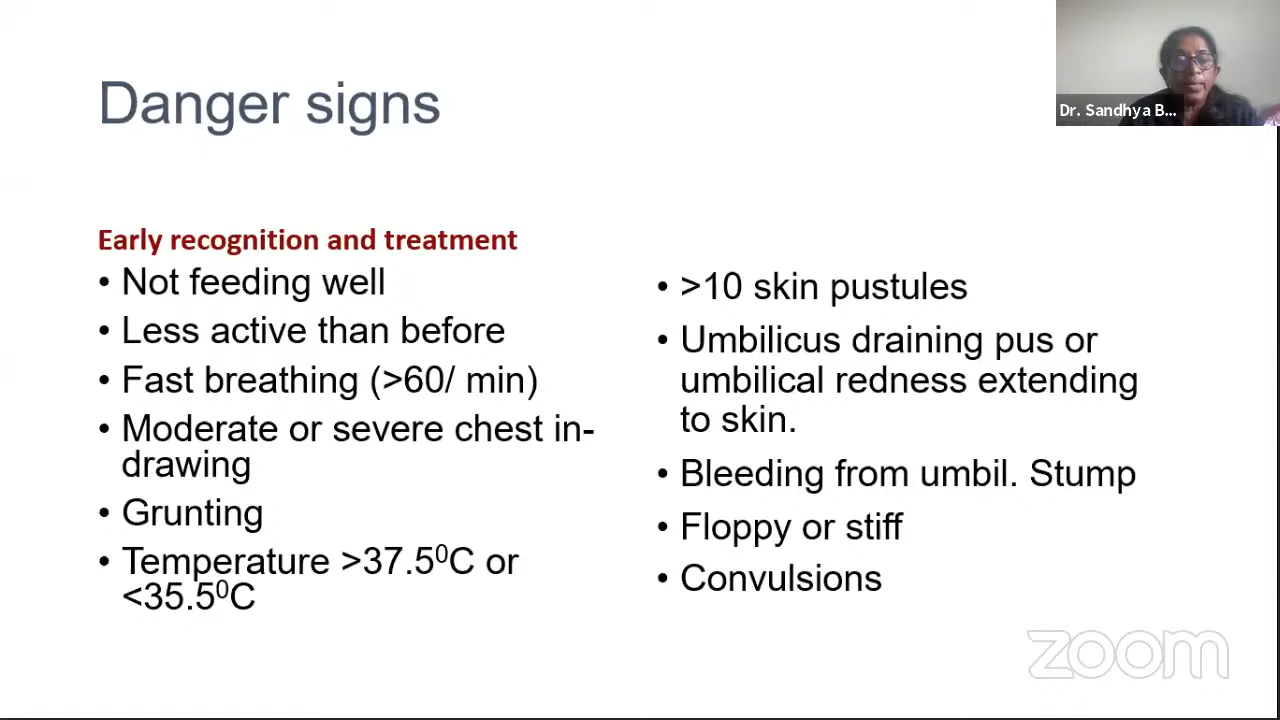 Danger signs
Dr. Sandhya B...
Early recognition and treatment
• Not feeding well
• Less active than before
• Fast breathing (>60/ min)
• Moderate or severe chest in-
drawing
• Grunting
• Temperature >37.5⁰C or
<35.5⁰C
• >10 skin pustules
• Umbilicus draining pus or
umbilical redness extending
to skin.
• Bleeding from umbil. Stump
• Floppy or stiff
• Convulsions
zoom